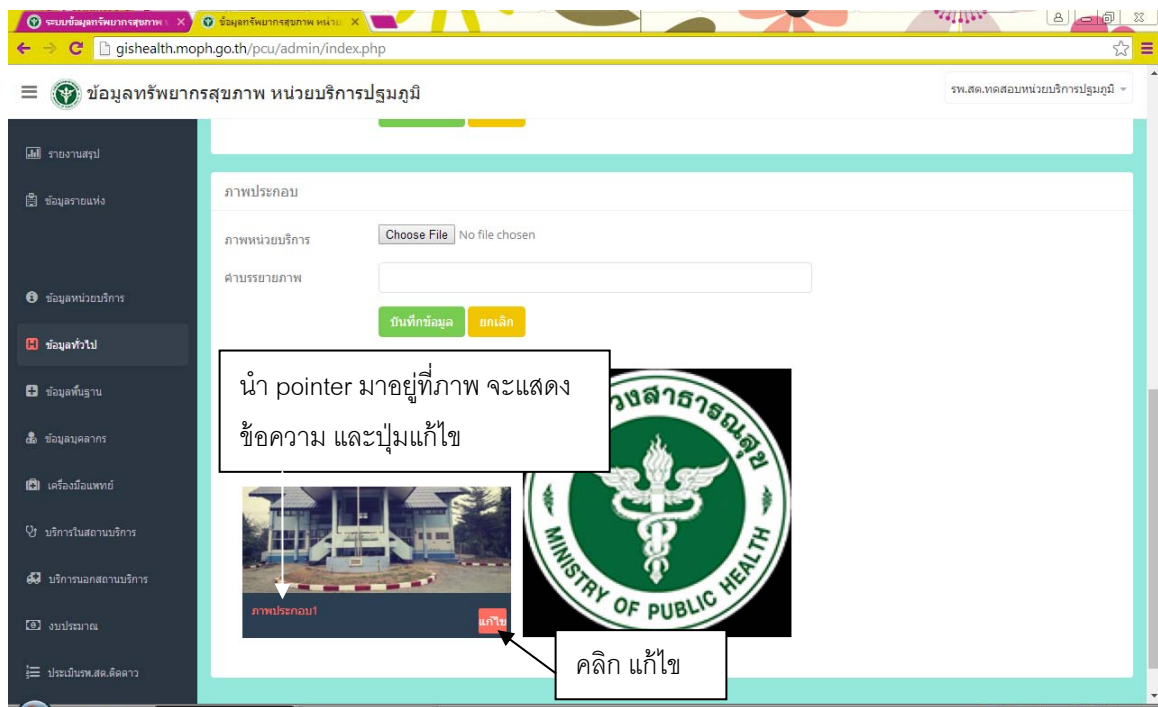 ระบบข้อมูลทรัพยากรสุขภาพ
ข้อมูลทรัพยากรสุขภาพ หน่วย
gishealth.moph.go.th/pcu/admin/index.php
ข้อมูลทรัพยากรสุขภาพ หน่วยบริการปฐมภูมิ
รพ.สต.ทดสอบหน่วยบริการปฐมภูมิ
รายงานสรุป
ข้อมูลรายแห่ง
ข้อมูลหน่วยบริการ
ข้อมูลทั่วไป
ข้อมูลพื้นฐาน
ข้อมูลบุคลากร
เครื่องมือแพทย์
บริการในสถานบริการ
บริการนอกสถานบริการ
งบประมาณ
ประเมินรพ.สต.ติดดาว
ภาพประกอบ
ภาพหน่วยบริการ
Choose File No file chosen
คำบรรยายภาพ
บันทึกข้อมูล ยกเลิก
นำ pointer มาอยู่ที่ภาพ จะแสดง
ข้อความ และปุ่มแก้ไข
ภาพประกอบ1
แก้ไข
วงสาธารณสุข
MINISTRY OF PUBLIC HEALTH
คลิก แก้ไข